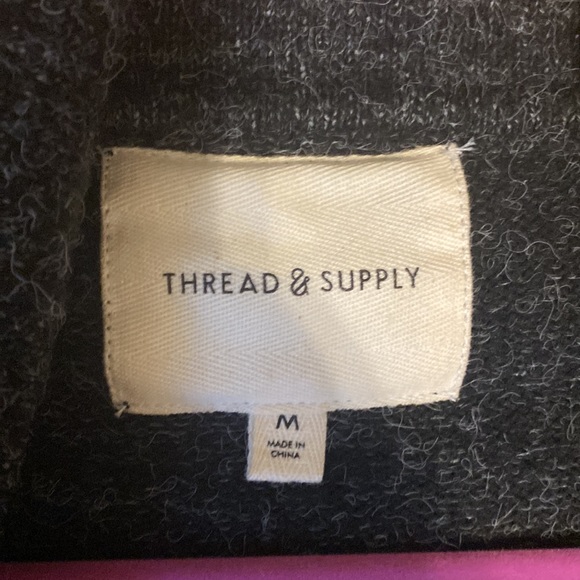 THREAD & SUPPLY
M
MADE IN
CHINA